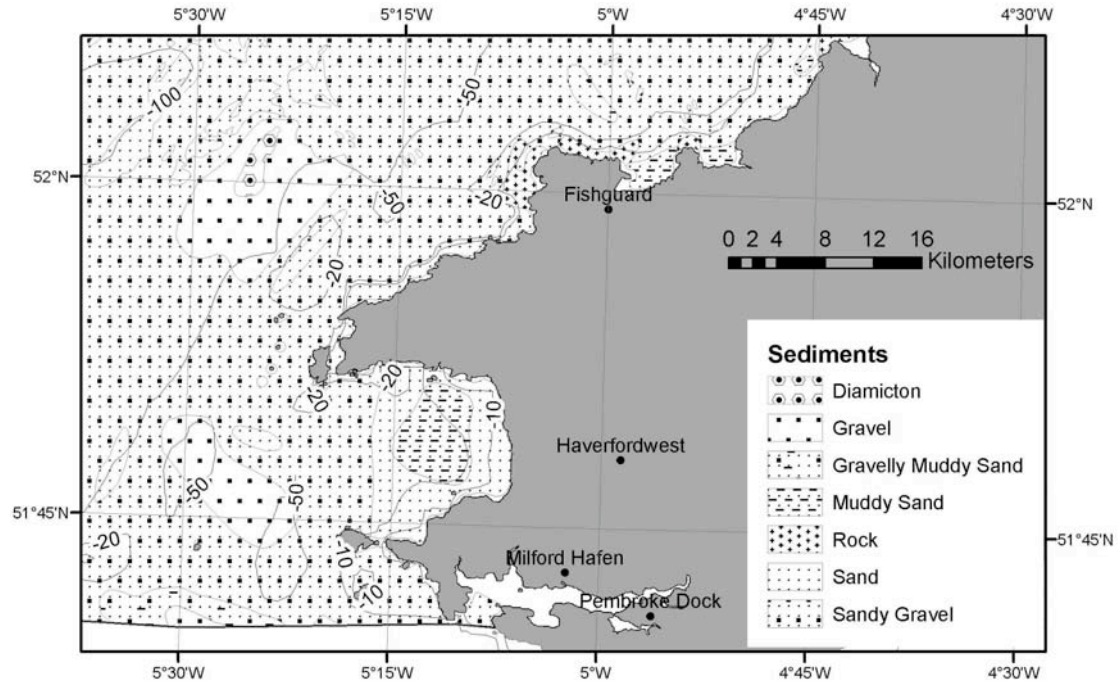 5°30'W 5°15'W 5°W 4°45'W 4°30'W
-100
-50
52°N
-50
-20
Fishguard
52°N
0 2 4 8 12 16
Kilometers
-20
-20
-20
-10
Haverfordwest
-50
-50
51°45'N
-20
-10
-10
Milford Hafen
Pembroke Dock
51°45'N
Sediments
Diamicton
Gravel
Gravelly Muddy Sand
Muddy Sand
Rock
Sand
Sandy Gravel
5°30'W 5°15'W 5°W 4°45'W 4°30'W